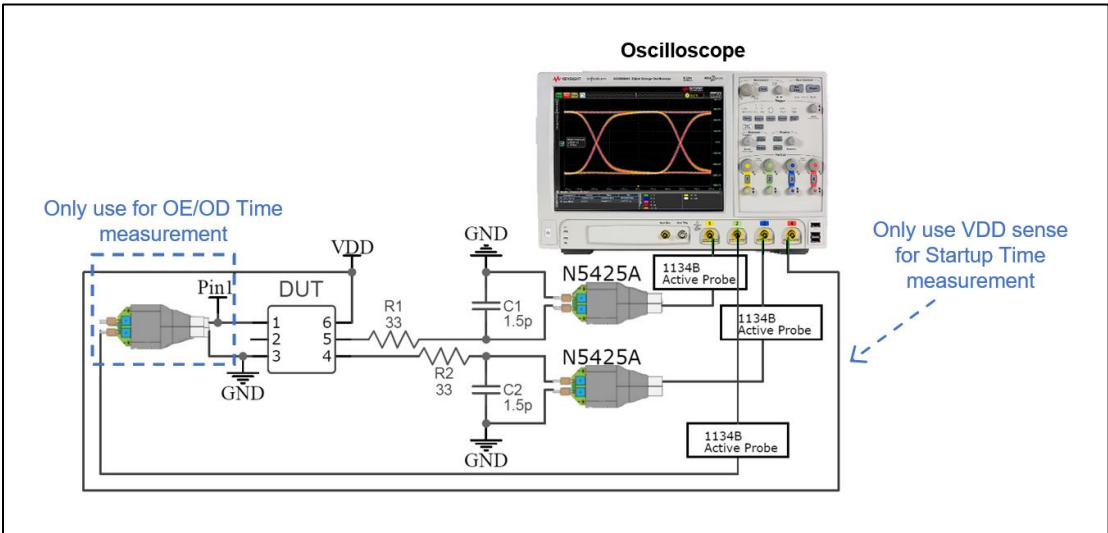 Oscilloscope
KEYSIGHT
Only use for OE/OD Time
measurement
VDD
GND
Only use VDD sense
for Startup Time
measurement
1134B
Active Probe
N5425A
Pin1
DUT
R1
33
C1
1.5p
1134B
Active Probe
1
2
3
6
5
4
N5425A
R2
33
C2
1.5p
GND
1134B
Active Probe
GND